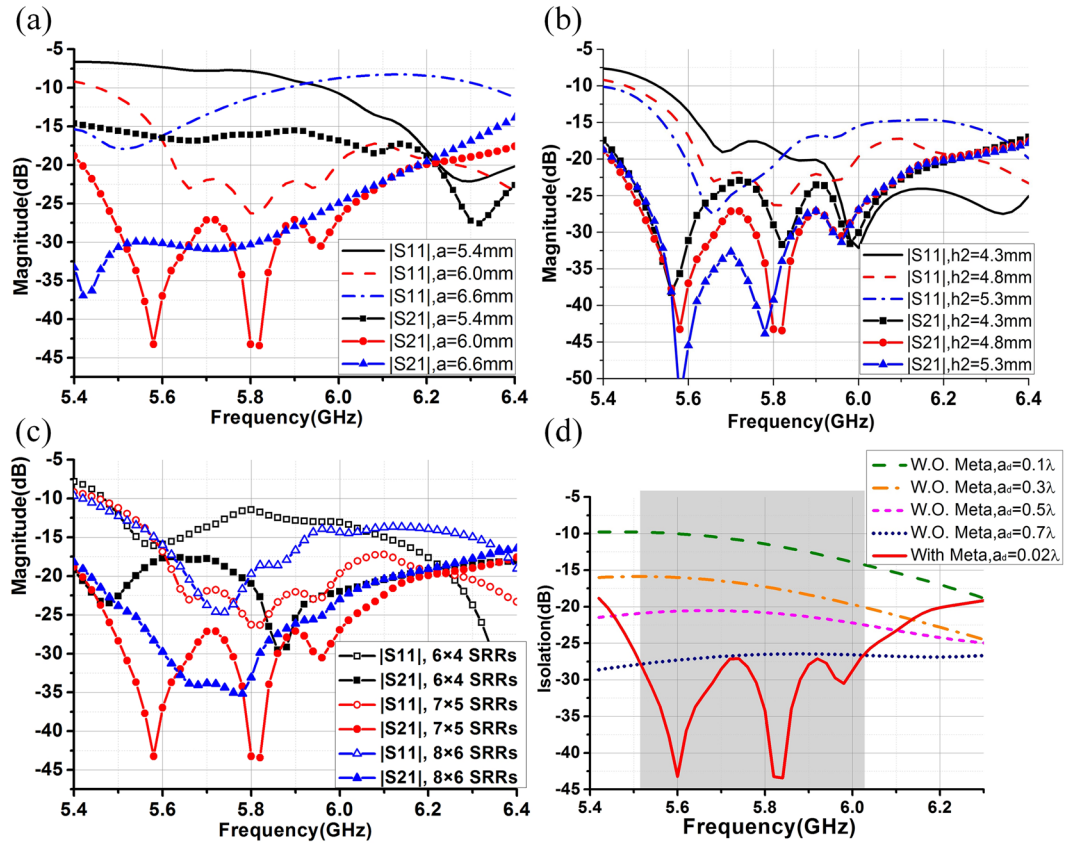 (a)
-5
-10
-15
-20
-25
-30
-35
-40
-45
Magnitude(dB)
|S11|,a=5.4mm
|S11|,a=6.0mm
|S11|,a=6.6mm
|S21|,a=5.4mm
|S21|,a=6.0mm
|S21|,a=6.6mm
5.4 5.6 5.8 6.0 6.2 6.4
Frequency(GHz)
(b)
-5
-10
-15
-20
-25
-30
-35
-40
-45
-50
Magnitude(dB)
|S11|,h2=4.3mm
|S11|,h2=4.8mm
|S11|,h2=5.3mm
|S21|,h2=4.3mm
|S21|,h2=4.8mm
|S21|,h2=5.3mm
5.4 5.6 5.8 6.0 6.2 6.4
Frequency(GHz)
(c)
-5
-10
-15
-20
-25
-30
-35
-40
-45
Magnitude(dB)
|S11|, 6×4 SRRs
|S21|, 6×4 SRRs
|S11|, 7×5 SRRs
|S21|, 7×5 SRRs
|S11|, 8×6 SRRs
|S21|, 8×6 SRRs
5.4 5.6 5.8 6.0 6.2 6.4
Frequency(GHz)
(d)
W.O. Meta,ad=0.1λ
W.O. Meta,ad=0.3λ
W.O. Meta,ad=0.5λ
W.O. Meta,ad=0.7λ
With Meta,ad=0.02λ
-5
-10
-15
-20
-25
-30
-35
-40
-45
Isolation(dB)
5.4 5.6 5.8 6.0 6.2
Frequency(GHz)